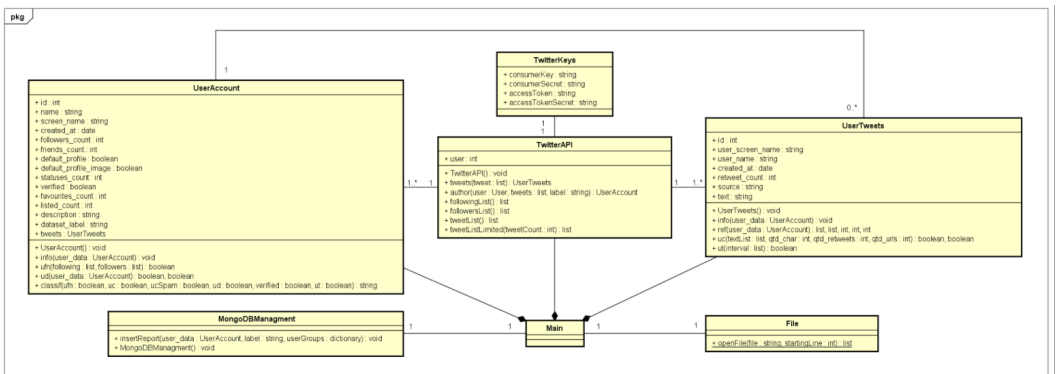 pkg
1
0..*
TwitterKeys
+ consumerKey : string
+ consumerSecret : string
+ accessToken : string
+ accessTokenSecret : string
1
1
UserAccount
+ id : int
+ name : string
+ screen_name : string
+ created_at : date
+ followers_count : int
+ friends_count : int
+ default_profile : boolean
+ default_profile_image : boolean
+ statuses_count : int
+ verified : boolean
+ favourites_count : int
+ listed_count : int
+ description : string
+ dataset_label : string
+ tweets : UserTweets
+ UserAccount() : void
+ info(user_data : UserAccount) : void
+ ufn(following : list, followers : list) : boolean
+ ud(user_data : UserAccount) : boolean, boolean
+ classif(ufn : boolean, uc : boolean, ucSpam : boolean, ud : boolean, verified : boolean, ut : boolean) : string
1..*
1
TwitterAPI
+ user : int
+ TwitterAPI() : void
+ tweets(tweet : list) : UserTweets
+ author(user : User, tweets : list, label : string) : UserAccount
+ followingList() : list
+ followersList() : list
+ tweetList() : list
+ tweetListLimited(tweetCount : int) : list
1
1..*
UserTweets
+ id : int
+ user_screen_name : string
+ user_name : string
+ created_at : date
+ retweet_count : int
+ source : string
+ text : string
+ UserTweets() : void
+ info(user_data : UserAccount) : void
+ ref(user_data : UserAccount) : list, list, int, int, int
+ uc(textList : list, qtd_char : int, qtd_retweets : int, qtd_urls : int) : boolean, boolean
+ ut(interval : list) : boolean
MongoDBManagment
+ insertReport(user_data : UserAccount, label : string, userGroups : dictionary) : void
+ MongoDBManagment() : void
1
1
Main
1
1
File
+ openFile(file : string, startingLine : int) : list